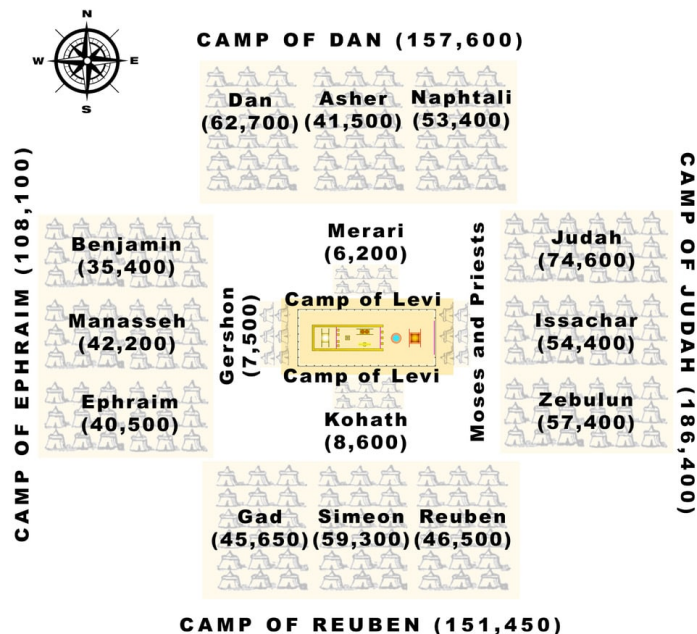 N
W
E
S
CAMP OF DAN (157,600)
Dan
(62,700)
Asher
(41,500)
Naphtali
(53,400)
CAMP OF EPHRAIM (108,100)
Benjamin
(35,400)
Manasseh
(42,200)
Ephraim
(40,500)
Gershon
(7,500)
Merari
(6,200)
Camp of Levi
Camp of Levi
Kohath
(8,600)
Moses and Priests
Judah
(74,600)
Issachar
(54,400)
Zebulun
(57,400)
CAMP OF JUDAH (186,400)
Gad
(45,650)
Simeon
(59,300)
Reuben
(46,500)
CAMP OF REUBEN (151,450)